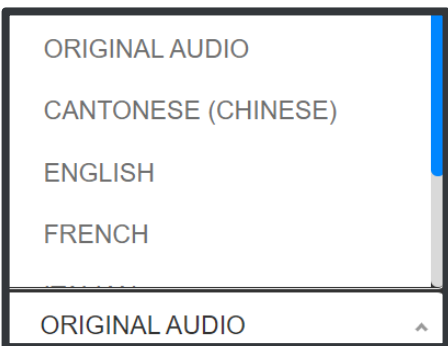 ORIGINAL AUDIO
CANTONESE (CHINESE)
ENGLISH
FRENCH
ORIGINAL AUDIO